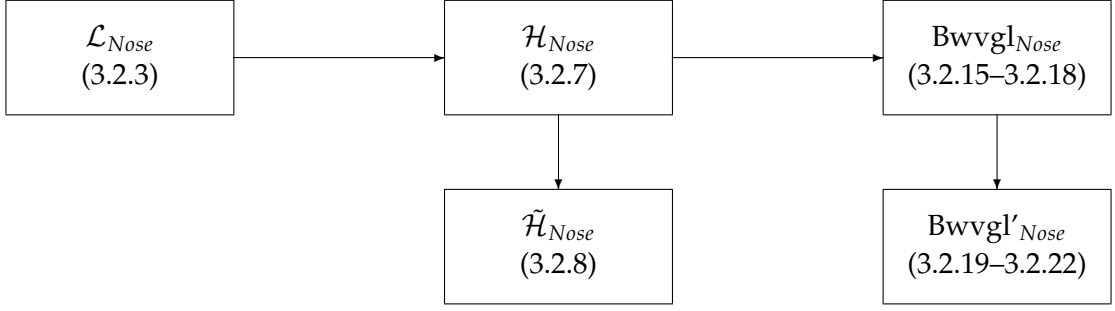 ℒ_Nose
(3.2.3)
ℋ_Nose
(3.2.7)
Bwvgl_Nose
(3.2.15–3.2.18)
ℋ̃_Nose
(3.2.8)
Bwvgl’_Nose
(3.2.19–3.2.22)